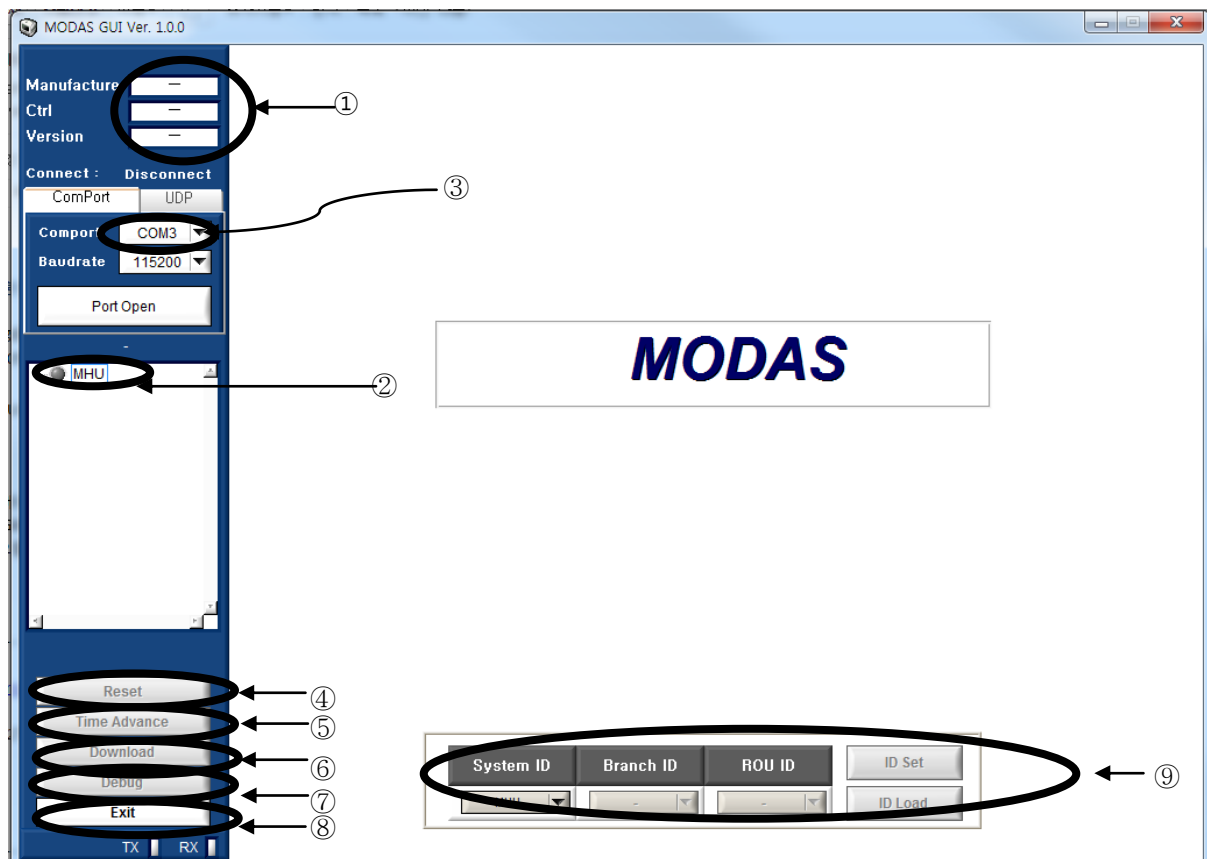 MODAS GUI Ver. 1.0.0
Manufacture —
Ctrl —
Version —
①
Connect : Disconnect
ComPort UDP
③
Comport COM3
Baudrate 115200
Port Open
-
MHU
②
MODAS
Reset
④
Time Advance
⑤
Download
⑥
Debug
⑦
Exit
⑧
TX RX
System ID Branch ID ROU ID ID Set
MHU - - ID Load
⑨